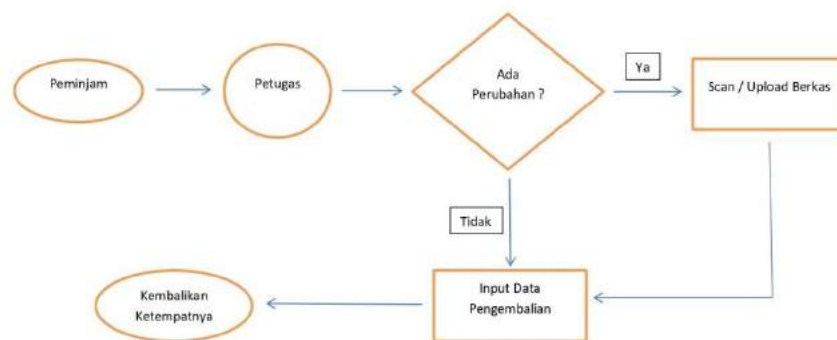 Peminjam
Petugas
Ada
Perubahan ?
Ya
Scan / Upload Berkas
Tidak
Input Data
Pengembalian
Kembalikan
Ketempatnya